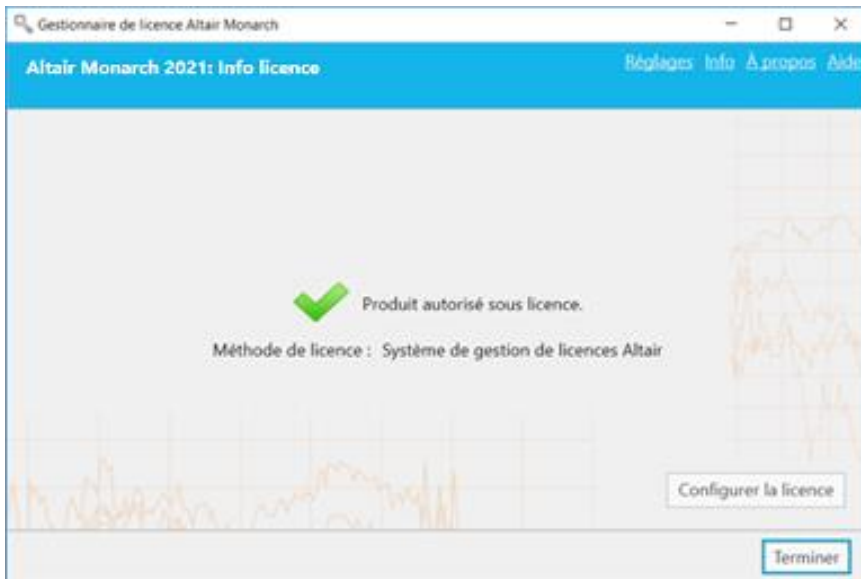 Gestionnaire de licence Altair Monarch
Altair Monarch 2021: Info licence
Réglages Info À propos Aide
Produit autorisé sous licence.
Méthode de licence : Système de gestion de licences Altair
Configurer la licence
Terminer